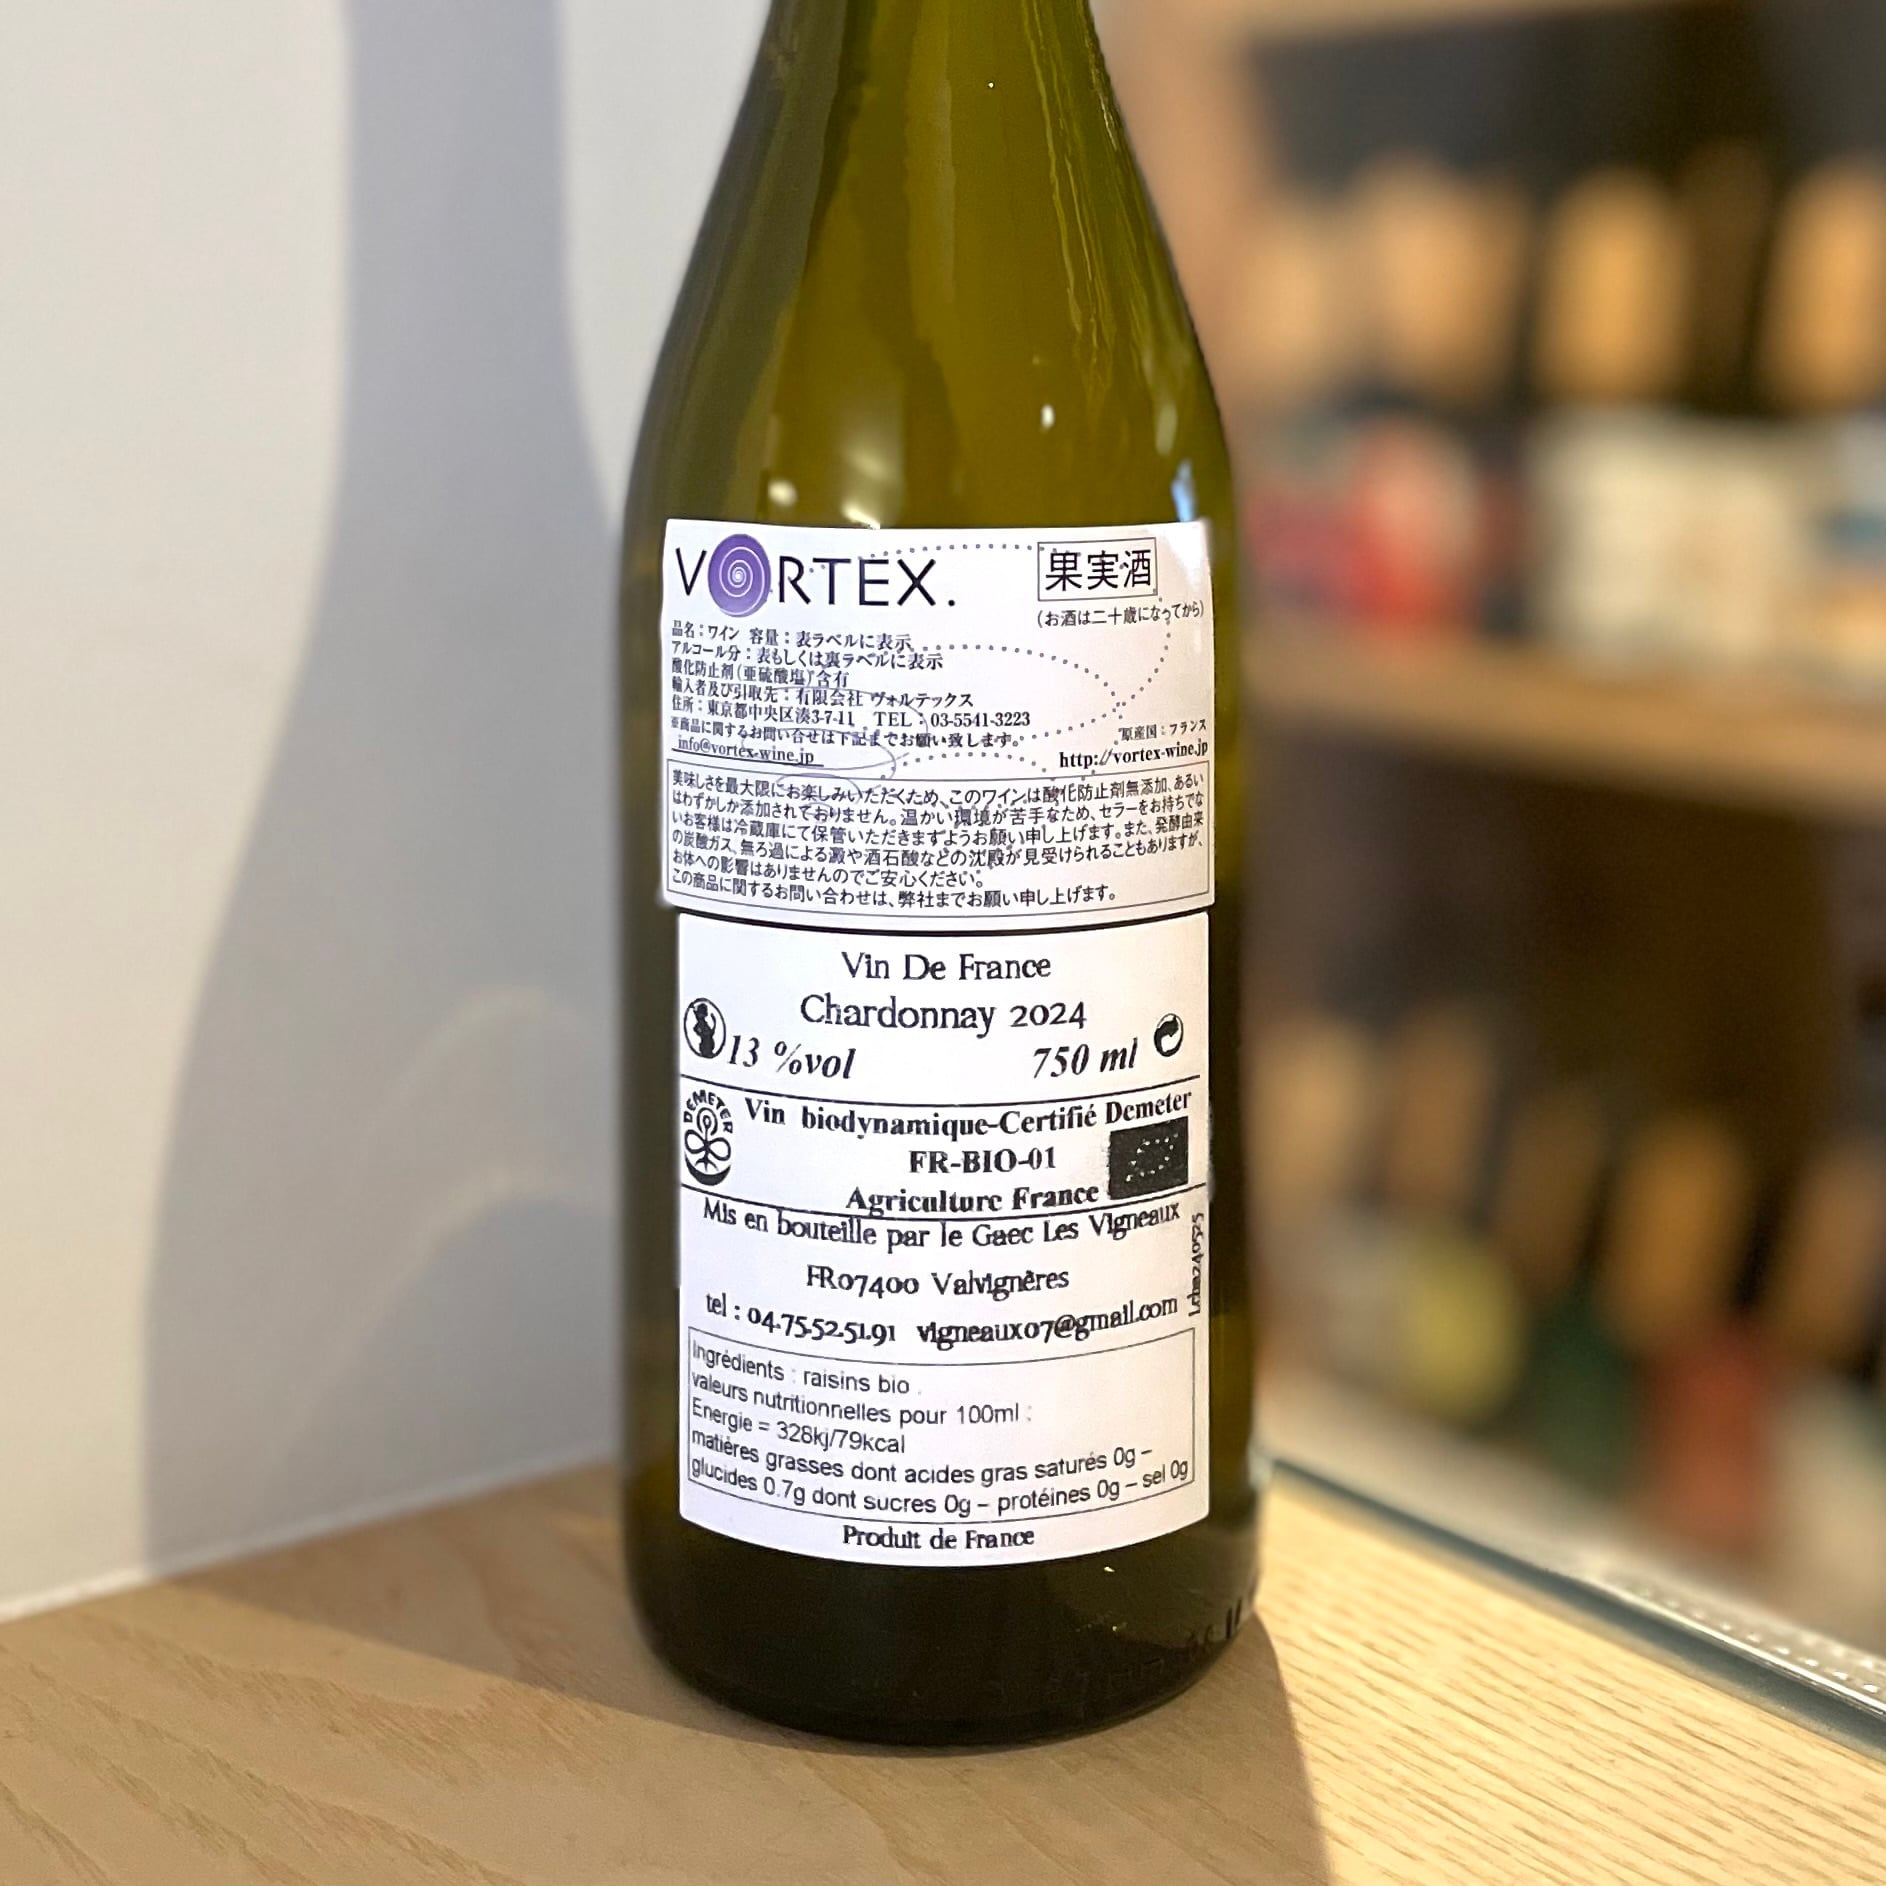 VORTEX.
果実酒
(お酒は二十歳になってから)
品名：ワイン 容量：表ラベルに表示
アルコール分：表もしくは裏ラベルに表示
酸化防止剤(亜硫酸塩)含有
輸入者及び引取先：有限会社 ヴォルテックス
住所：東京都中央区湊3-7-11 TEL：03-5541-3223
※商品に関するお問い合せは下記までお願い致します。
原産国：フランス
info@vortex-wine.jp
http://vortex-wine.jp
美味しさを最大限にお楽しみいただくため、このワインは酸化防止剤無添加、あるい
はわずかしか添加されておりません。温かい環境が苦手なため、セラーをお持ちでな
いお客様は冷蔵庫にて保管いただきますようお願い申し上げます。また、発酵由来
の炭酸ガス、無ろ過による澱や酒石酸などの沈殿が見受けられることもありますが、
お体への影響はありませんのでご安心ください。
この商品に関するお問い合わせは、弊社までお願い申し上げます。
Vin De France
Chardonnay 2024
13 %vol 750 ml
DEMETER
Vin biodynamique-Certifié Demeter
FR-BIO-01
Agriculture France
Mis en bouteille par le Gaec Les Vigneaux
FR07400 Valvignères
tel : 04.75.52.51.91 vigneaux07@gmail.com
Lcha240525
Ingrédients : raisins bio .
valeurs nutritionnelles pour 100ml :
Energie = 328kj/79kcal
matières grasses dont acides gras saturés 0g –
glucides 0.7g dont sucres 0g – protéines 0g – sel 0g
Produit de France